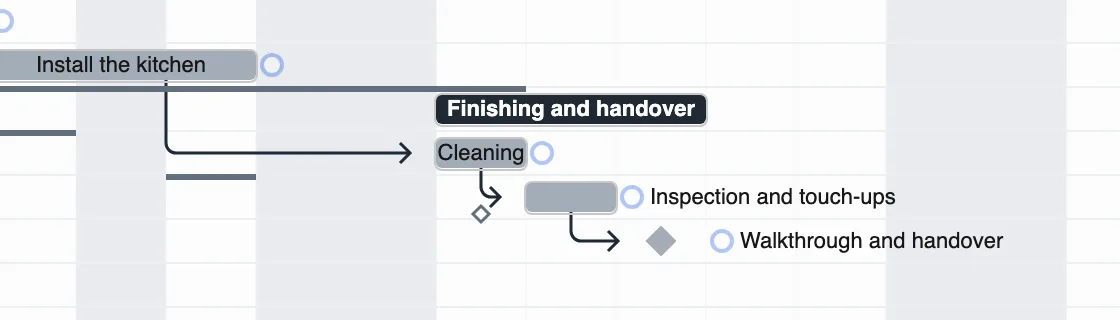 Install the kitchen
Finishing and handover
Cleaning
Inspection and touch-ups
Walkthrough and handover